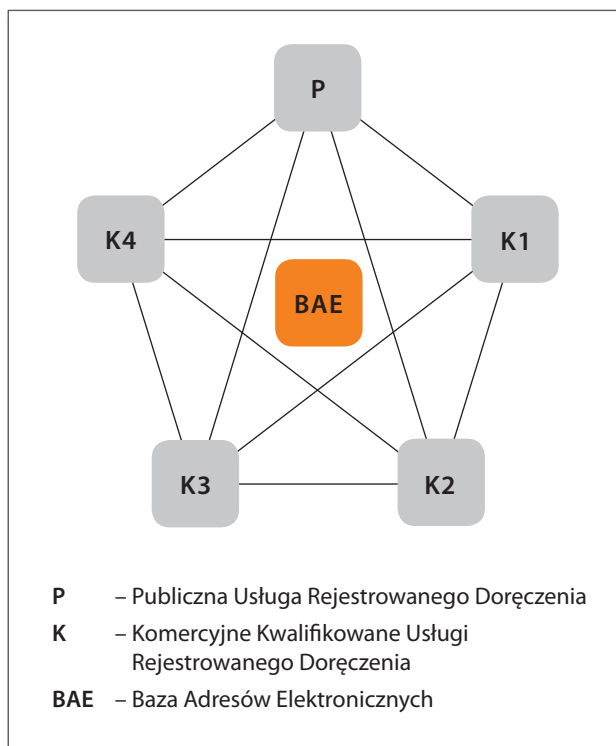 P
K4
K1
BAE
K3
K2
P – Publiczna Usługa Rejestrowanego Doręczenia
K – Komercyjne Kwalifikowane Usługi
Rejestrowanego Doręczenia
BAE – Baza Adresów Elektronicznych